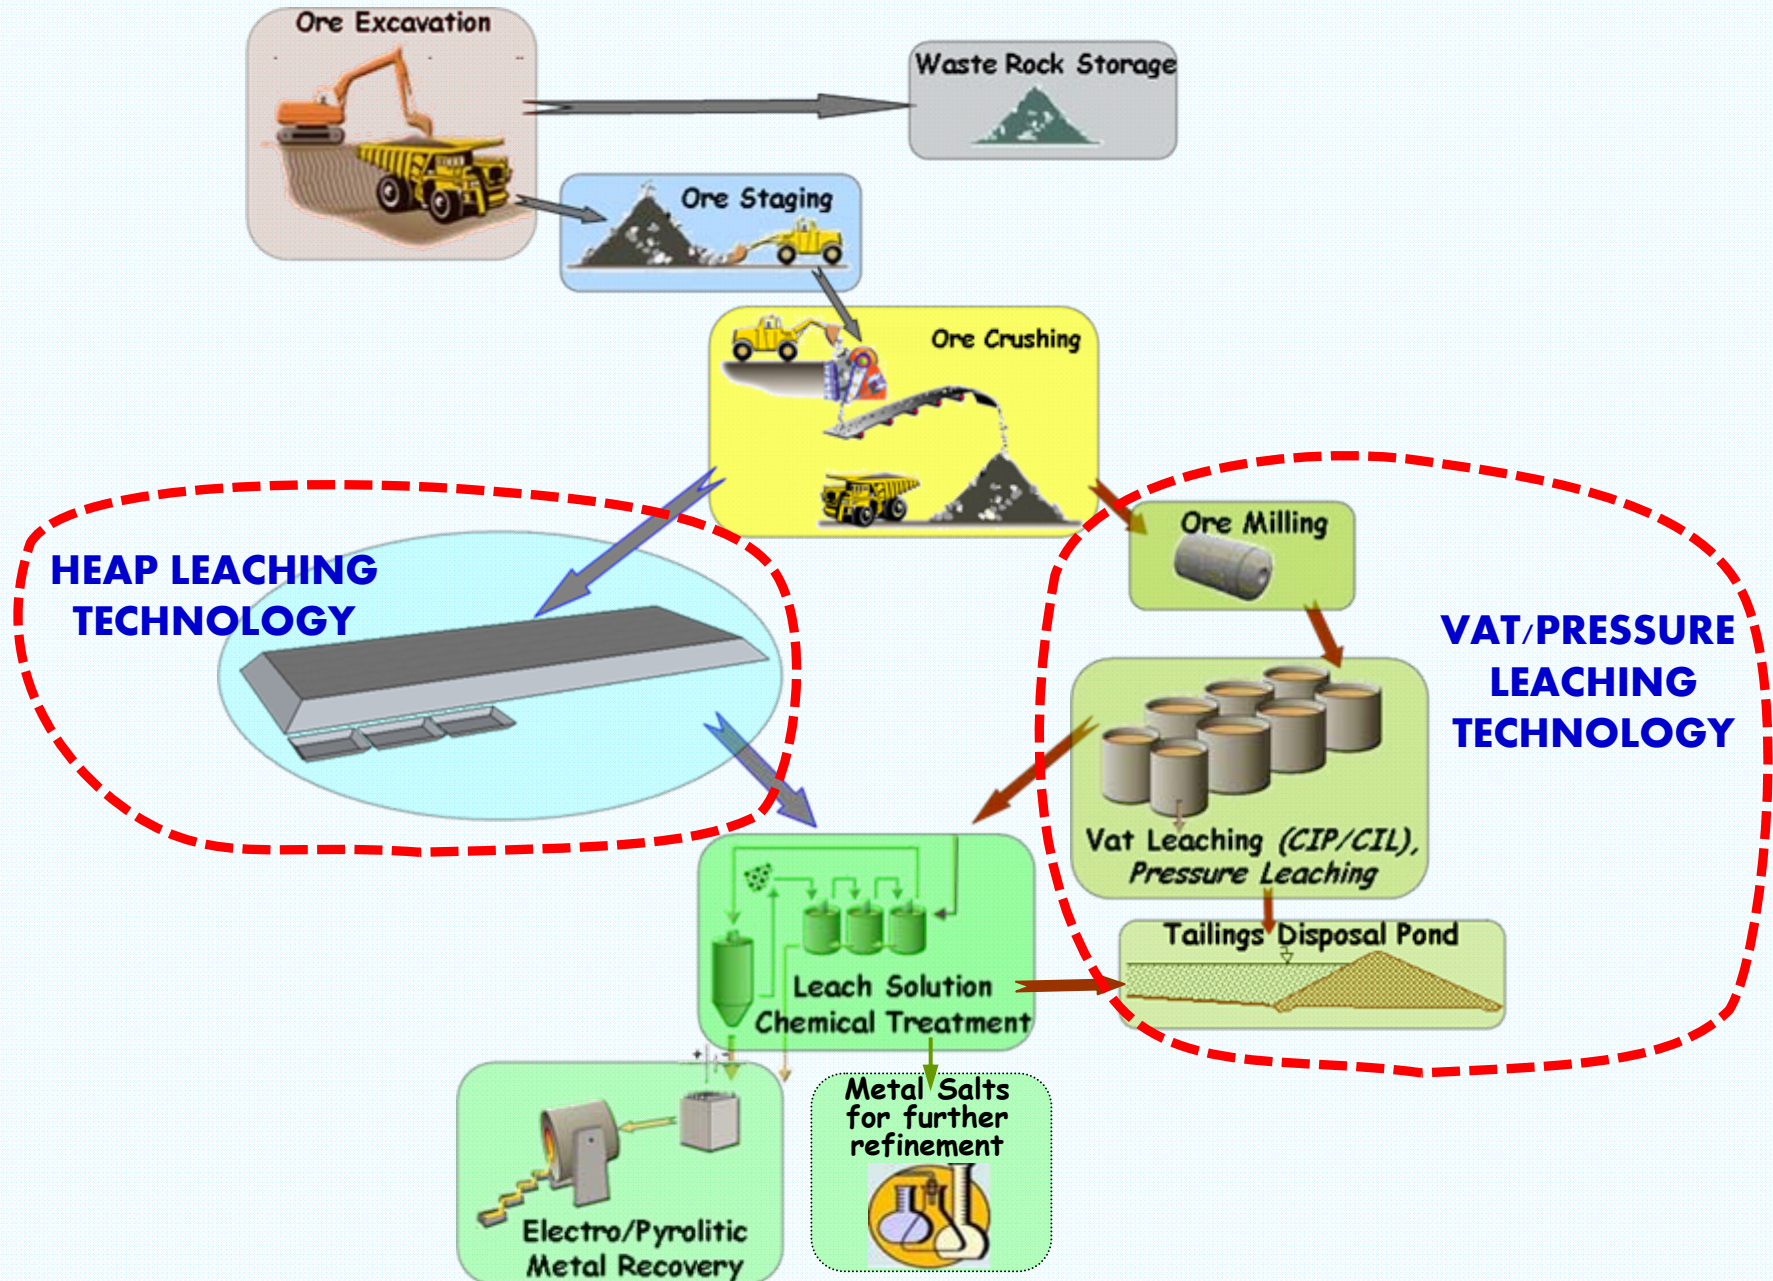 Ore Excavation
Waste Rock Storage
Ore Staging
Ore Crushing
HEAP LEACHING
TECHNOLOGY
Ore Milling
VAT/PRESSURE
LEACHING
TECHNOLOGY
Vat Leaching (CIP/CIL),
Pressure Leaching
Tailings Disposal Pond
Leach Solution
Chemical Treatment
+ -
Metal Salts
for further
refinement
Electro/Pyrolitic
Metal Recovery